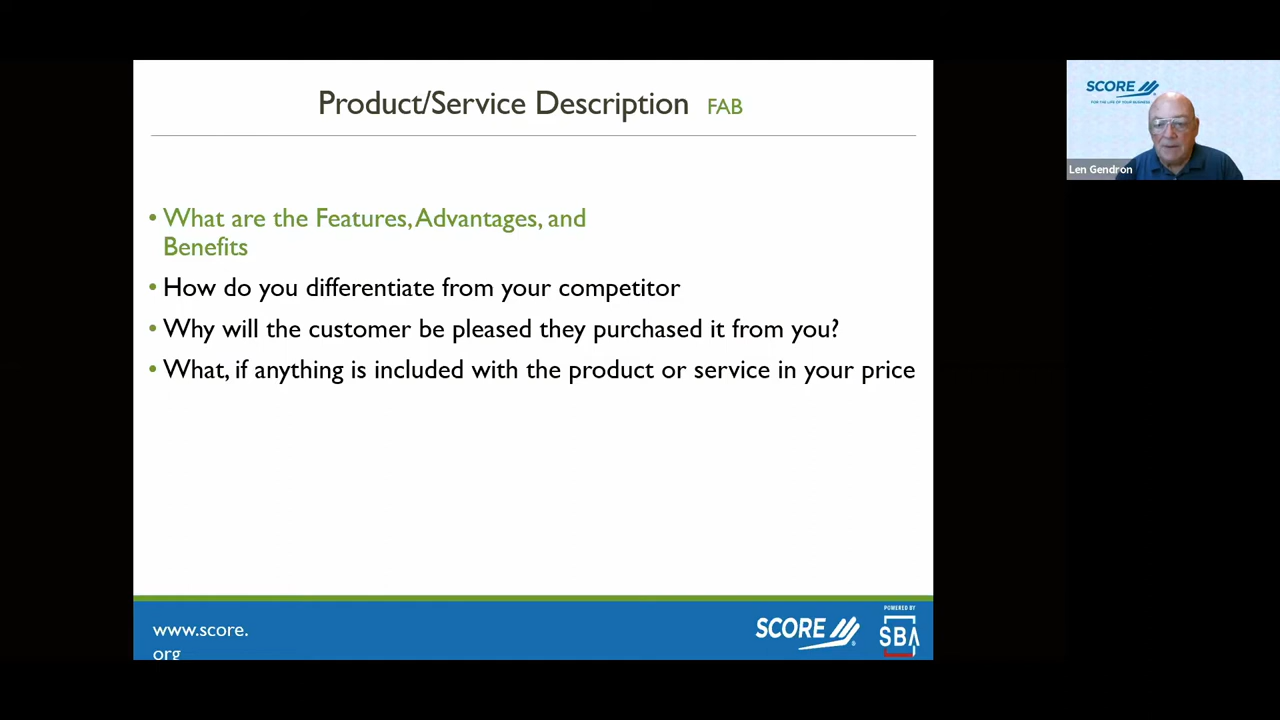 Product/Service Description FAB
• What are the Features, Advantages, and
Benefits
• How do you differentiate from your competitor
• Why will the customer be pleased they purchased it from you?
• What, if anything is included with the product or service in your price
www.score.
org
SCORE
POWERED BY
SBA
SCORE
FOR THE LIFE OF YOUR BUSINESS
Len Gendron